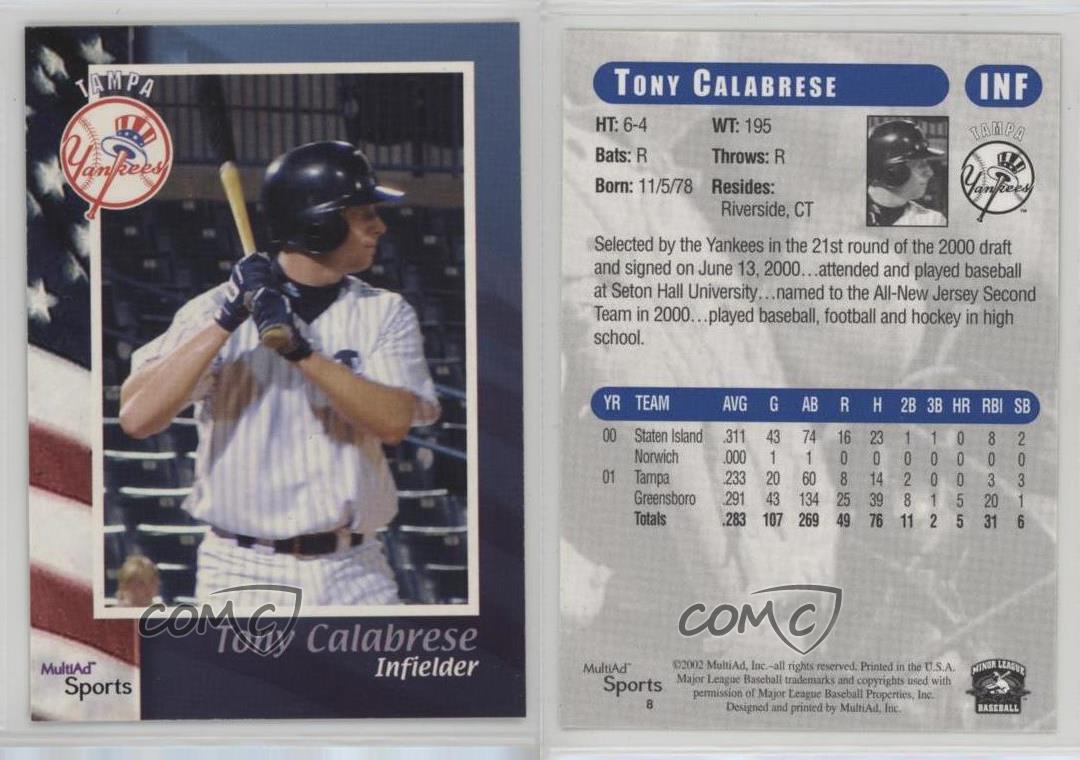 TAMPA
Yankees
COMC
Tony Calabrese
Infielder
MultiAd™
Sports
TONY CALABRESE INF
HT: 6-4 WT: 195
Bats: R Throws: R
Born: 11/5/78 Resides:
Riverside, CT
TAMPA
Yankees™
Selected by the Yankees in the 21st round of the 2000 draft
and signed on June 13, 2000...attended and played baseball
at Seton Hall University...named to the All-New Jersey Second
Team in 2000...played baseball, football and hockey in high
school.
YR TEAM AVG G AB R H 2B 3B HR RBI SB
00 Staten Island .311 43 74 16 23 1 1 0 8 2
Norwich .000 1 1 0 0 0 0 0 0 0
01 Tampa .233 20 60 8 14 2 0 0 3 3
Greensboro .291 43 134 25 39 8 1 5 20 1
Totals .283 107 269 49 76 11 2 5 31 6
COMC
MultiAd™
Sports
8
©2002 MultiAd, Inc.–all rights reserved. Printed in the U.S.A.
Major League Baseball trademarks and copyrights used with
permission of Major League Baseball Properties, Inc.
Designed and printed by MultiAd, Inc.
MINOR LEAGUE
BASEBALL